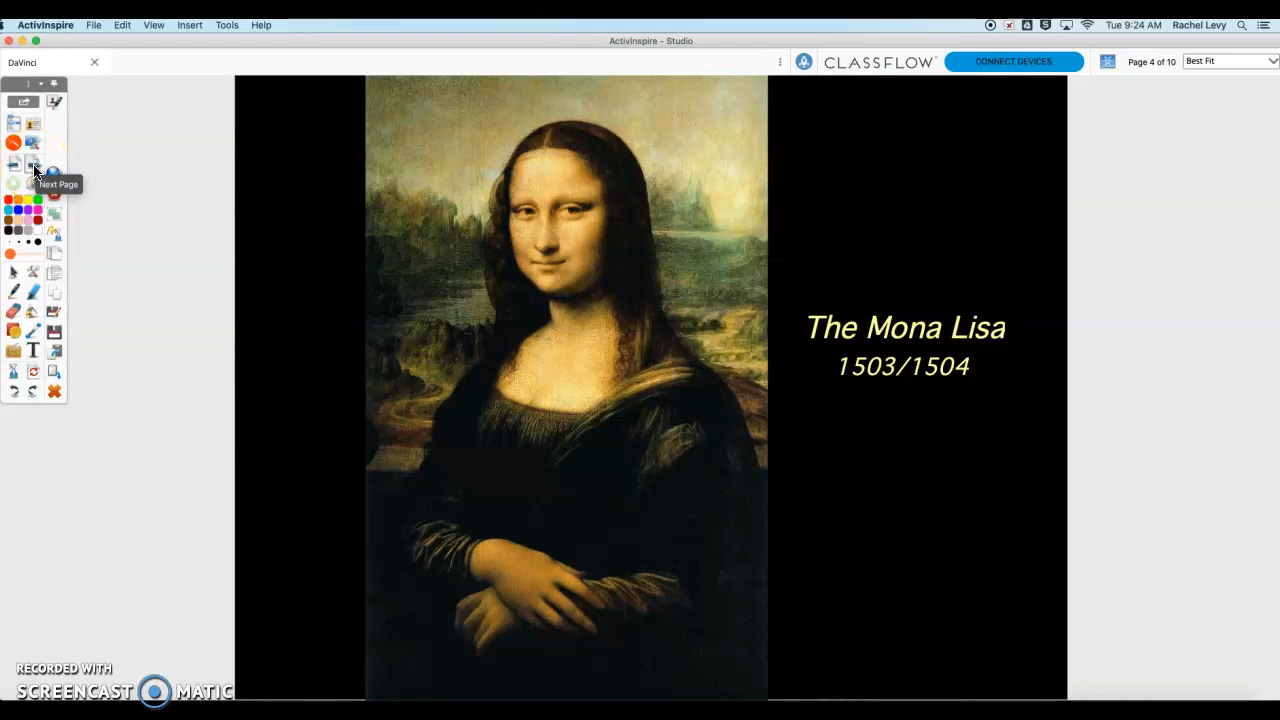 ActivInspire File Edit View Insert Tools Help Tue 9:24 AM Rachel Levy
ActivInspire - Studio
DaVinci CLASSFLOW CONNECT DEVICES Page 4 of 10 Best Fit
Next Page
T
The Mona Lisa
1503/1504
RECORDED WITH
SCREENCAST MATIC